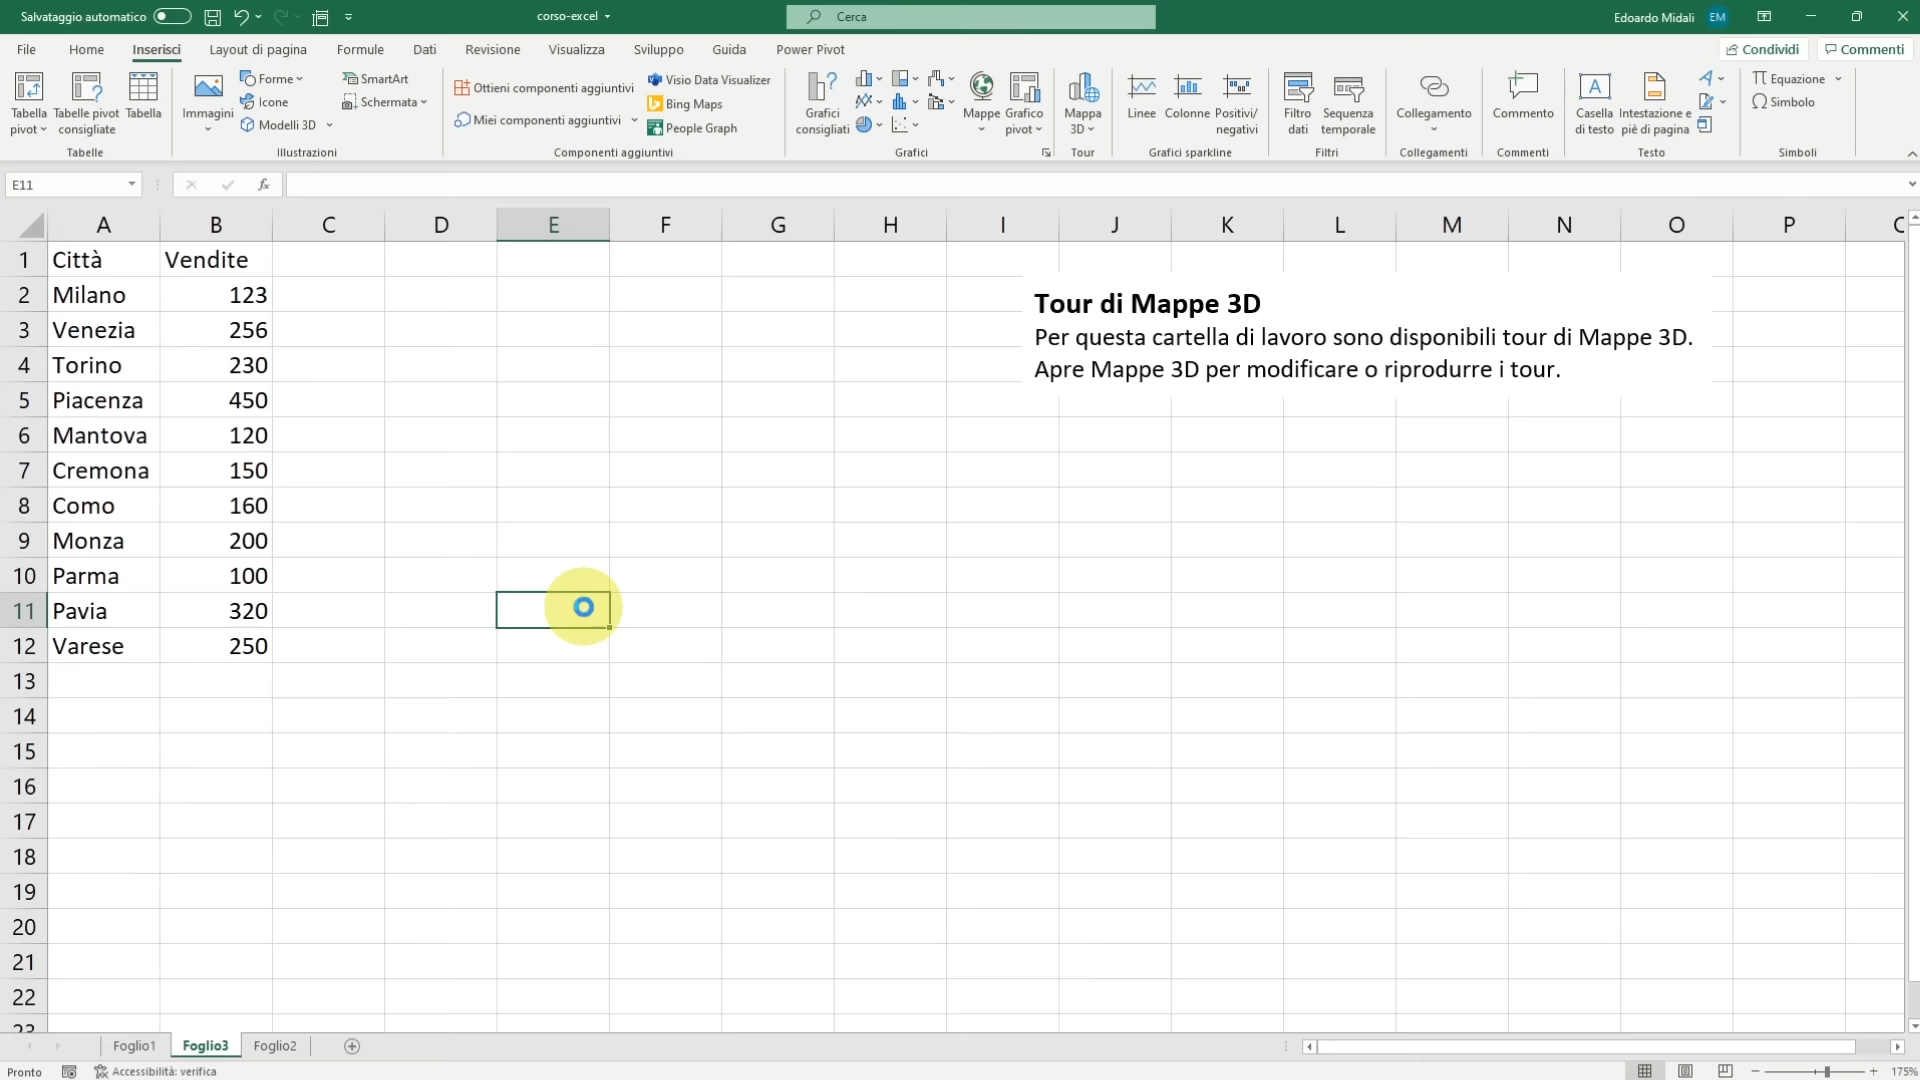 Salvataggio automatico
corso-excel
Cerca
Edoardo Midali EM
File Home Inserisci Layout di pagina Formule Dati Revisione Visualizza Sviluppo Guida Power Pivot
Condividi Commenti
Tabella pivot
Tabelle pivot consigliate
Tabella
Tabelle
Immagini
Forme
Icone
Modelli 3D
SmartArt
Schermata
Illustrazioni
Ottieni componenti aggiuntivi
Miei componenti aggiuntivi
Visio Data Visualizer
Bing Maps
People Graph
Componenti aggiuntivi
Grafici consigliati
Mappe
Grafico pivot
Grafici
Mappa 3D
Tour
Linee
Colonne
Positivi/ negativi
Grafici sparkline
Filtro dati
Sequenza temporale
Filtri
Collegamento
Collegamenti
Commento
Commenti
Casella di testo
Intestazione e piè di pagina
Testo
Equazione
Simbolo
Simboli
E11
fx
A B C D E F G H I J K L M N O P
1 Città Vendite
2 Milano 123
3 Venezia 256
4 Torino 230
5 Piacenza 450
6 Mantova 120
7 Cremona 150
8 Como 160
9 Monza 200
10 Parma 100
11 Pavia 320
12 Varese 250
13
14
15
16
17
18
19
20
21
22
23
Tour di Mappe 3D
Per questa cartella di lavoro sono disponibili tour di Mappe 3D.
Apre Mappe 3D per modificare o riprodurre i tour.
Foglio1 Foglio3 Foglio2
Pronto Accessibilità: verifica 175%